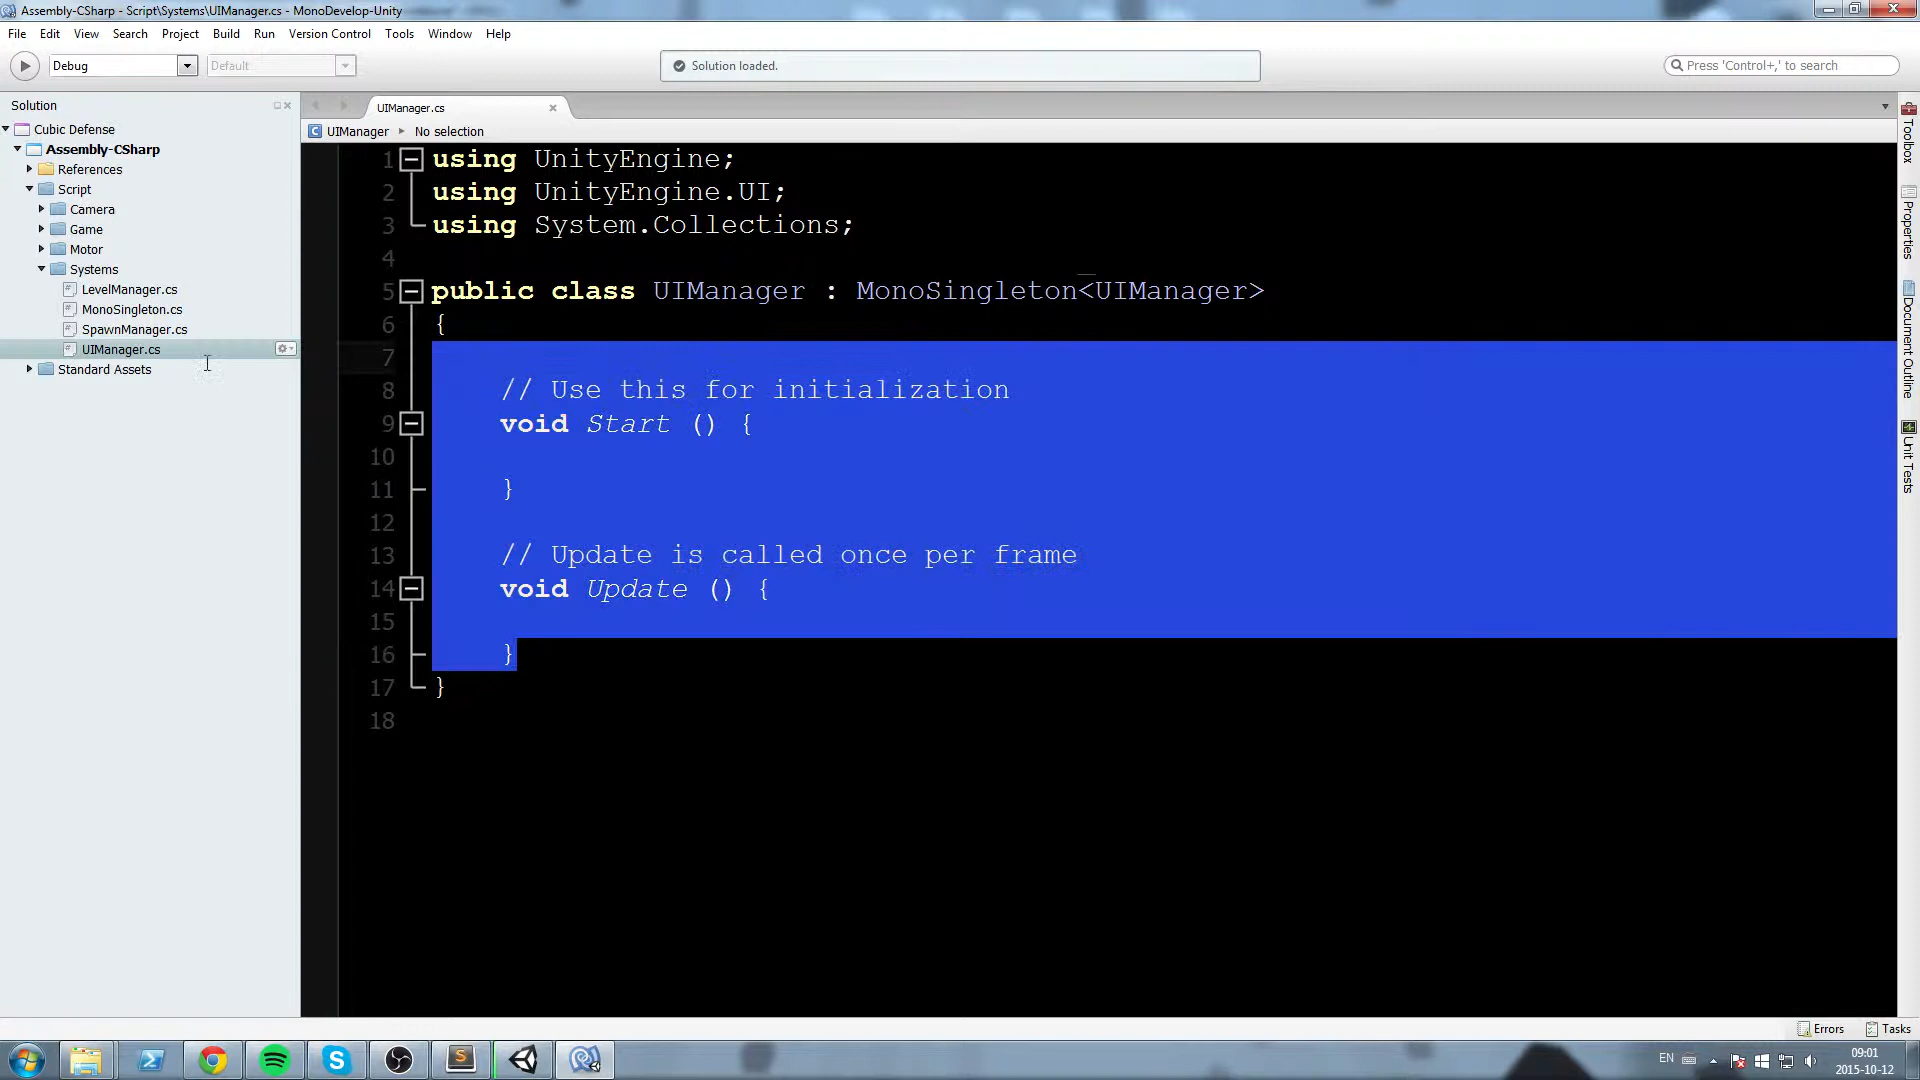 Assembly-CSharp - Script\Systems\UIManager.cs - MonoDevelop-Unity
File Edit View Search Project Build Run Version Control Tools Window Help
Debug
Default
Solution loaded.
Press 'Control+,' to search
Solution
UIManager.cs
UIManager
No selection
Cubic Defense
Assembly-CSharp
References
Script
Camera
Game
Motor
Systems
LevelManager.cs
MonoSingleton.cs
SpawnManager.cs
UIManager.cs
Standard Assets
1 using UnityEngine;
2 using UnityEngine.UI;
3 using System.Collections;
4
5 public class UIManager : MonoSingleton<UIManager>
6 {
7
8 // Use this for initialization
9 void Start () {
10
11 }
12
13 // Update is called once per frame
14 void Update () {
15
16 }
17 }
18
Toolbox
Properties
Document Outline
Unit Tests
Errors
Tasks
EN
09:01
2015-10-12